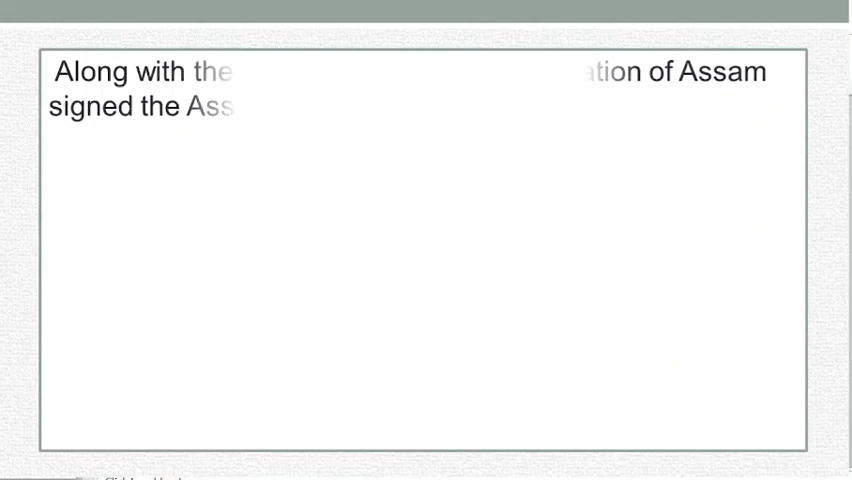 Along with the ation of Assam
signed the Ass